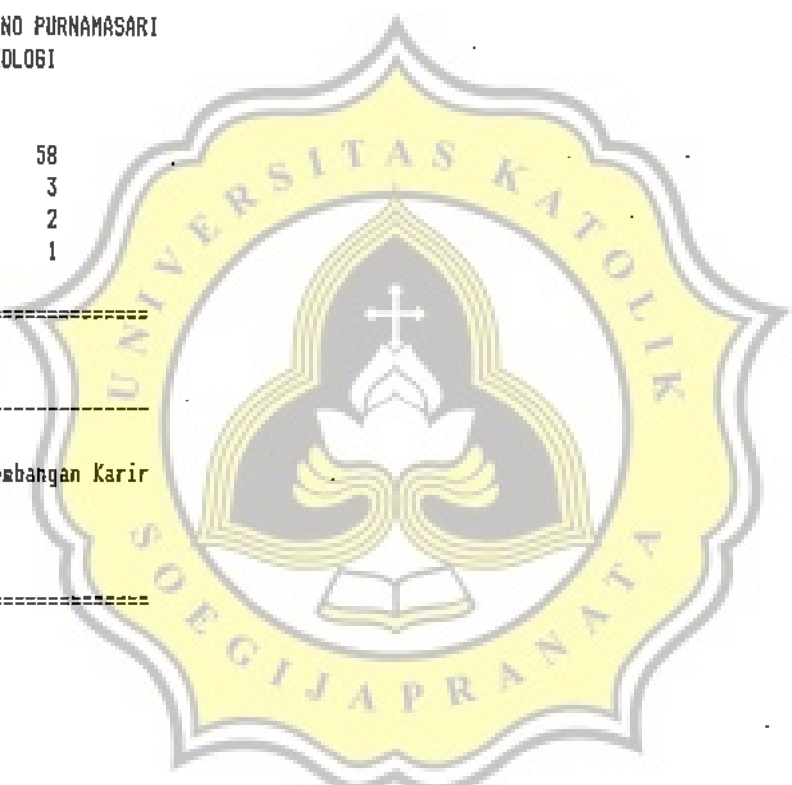 NO PURNAMASARI
OLOGI
58
3
2
1
===============
---------------
embangan Karir
===============
UNIVERSITAS KATOLIK
SOEGIJAPRANATA